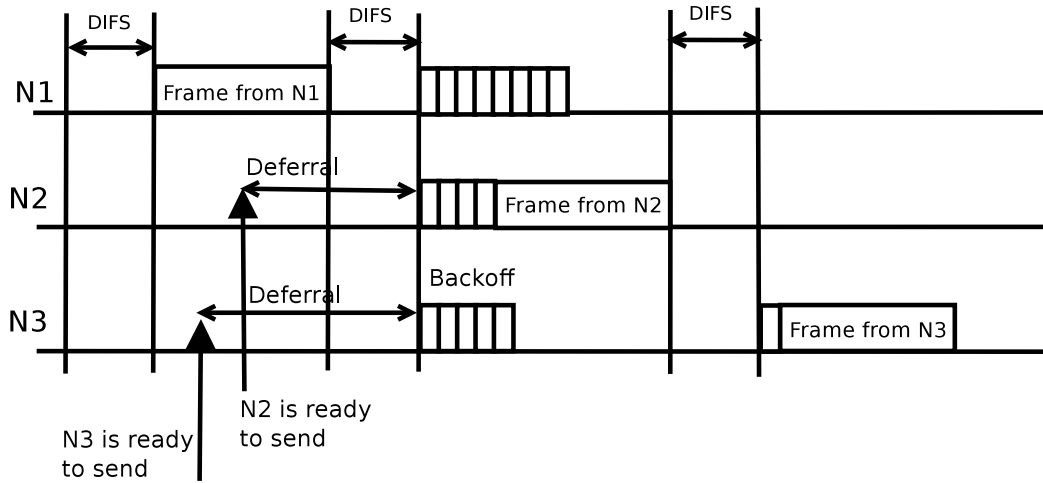 DIFS
DIFS
DIFS
N1
Frame from N1
Deferral
N2
Frame from N2
Backoff
Deferral
N3
Frame from N3
N2 is ready
to send
N3 is ready
to send